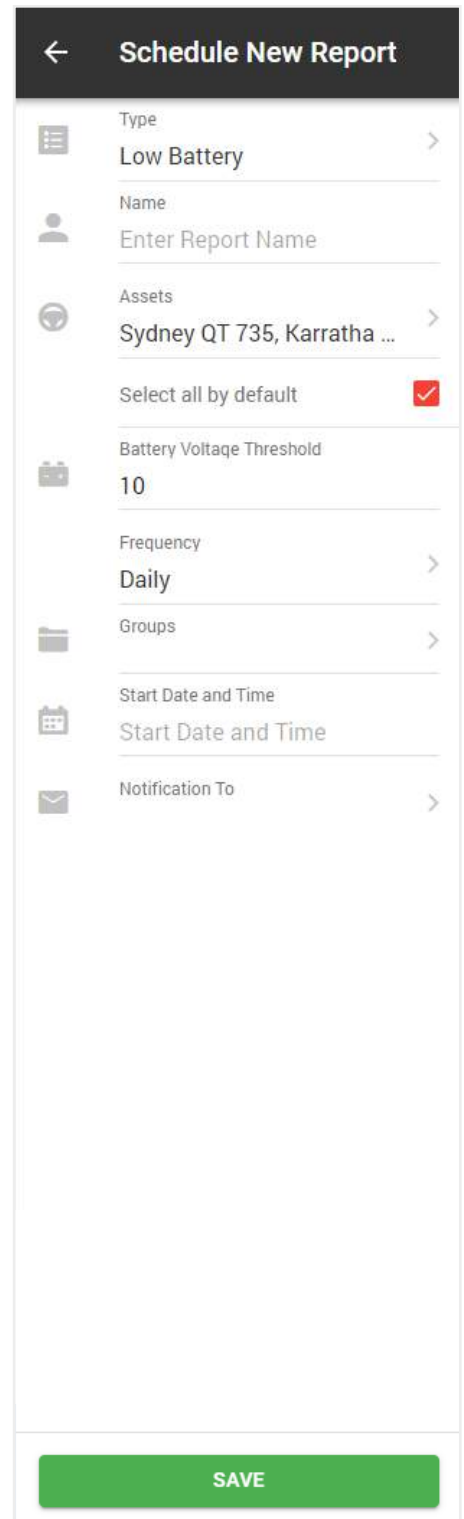 Schedule New Report
Type
Low Battery
Name
Enter Report Name
Assets
Sydney QT 735, Karratha ...
Select all by default
Battery Voltage Threshold
10
Frequency
Daily
Groups
Start Date and Time
Start Date and Time
Notification To
SAVE